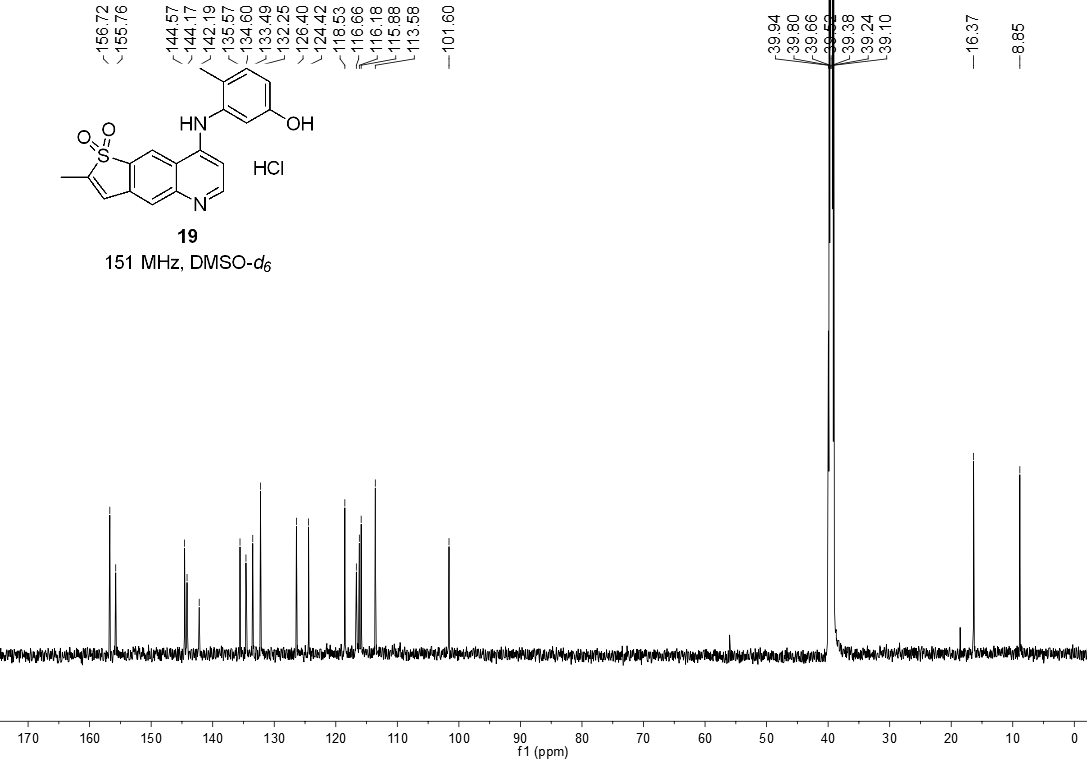 156.72
155.76
144.57
144.17
142.19
135.57
134.60
133.49
132.25
126.40
124.42
118.53
116.66
116.18
115.88
113.58
101.60
39.94
39.80
39.66
39.52
39.38
39.24
39.10
16.37
8.85
OH
HN
O
O
S
HCl
N
19
151 MHz, DMSO-d6
170 160 150 140 130 120 110 100 90 80 70 60 50 40 30 20 10 0
f1 (ppm)